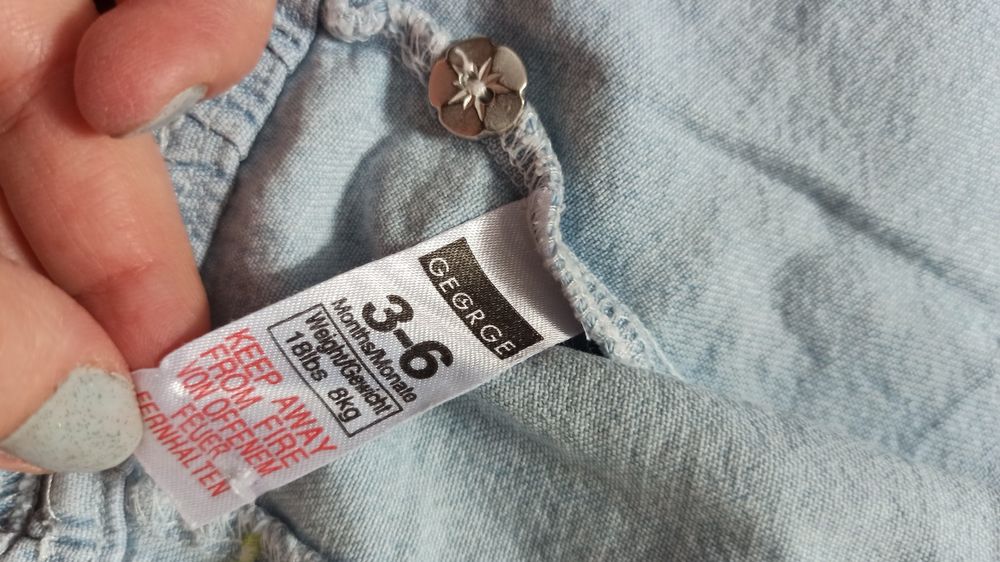 GEORGE
3-6
Months/Monate
Weight/Gewicht
18lbs 8kg
KEEP AWAY
FROM FIRE
VON OFFENEM
FEUER
FERNHALTEN